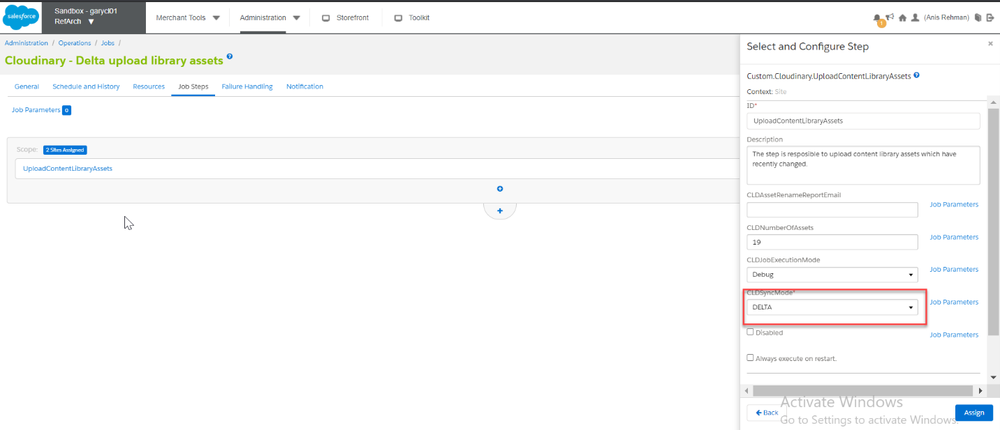 salesforce
Sandbox - garycl01
RefArch
Merchant Tools
Administration
Storefront
Toolkit
1
(Anis Rehman)
Administration / Operations / Jobs /
Cloudinary - Delta upload library assets
General Schedule and History Resources Job Steps Failure Handling Notification
Job Parameters 0
Scope: 2 Sites Assigned
UploadContentLibraryAssets
Select and Configure Step
Custom.Cloudinary.UploadContentLibraryAssets
Context: Site
ID*
UploadContentLibraryAssets
Description
The step is resposible to upload content library assets which have
recently changed.
CLDAssetRenameReportEmail
Job Parameters
CLDNumberOfAssets
19
Job Parameters
CLDJobExecutionMode
Debug
Job Parameters
CLDSyncMode*
DELTA
Job Parameters
Disabled
Job Parameters
Always execute on restart.
Back
Assign
Activate Windows
Go to Settings to activate Windows.